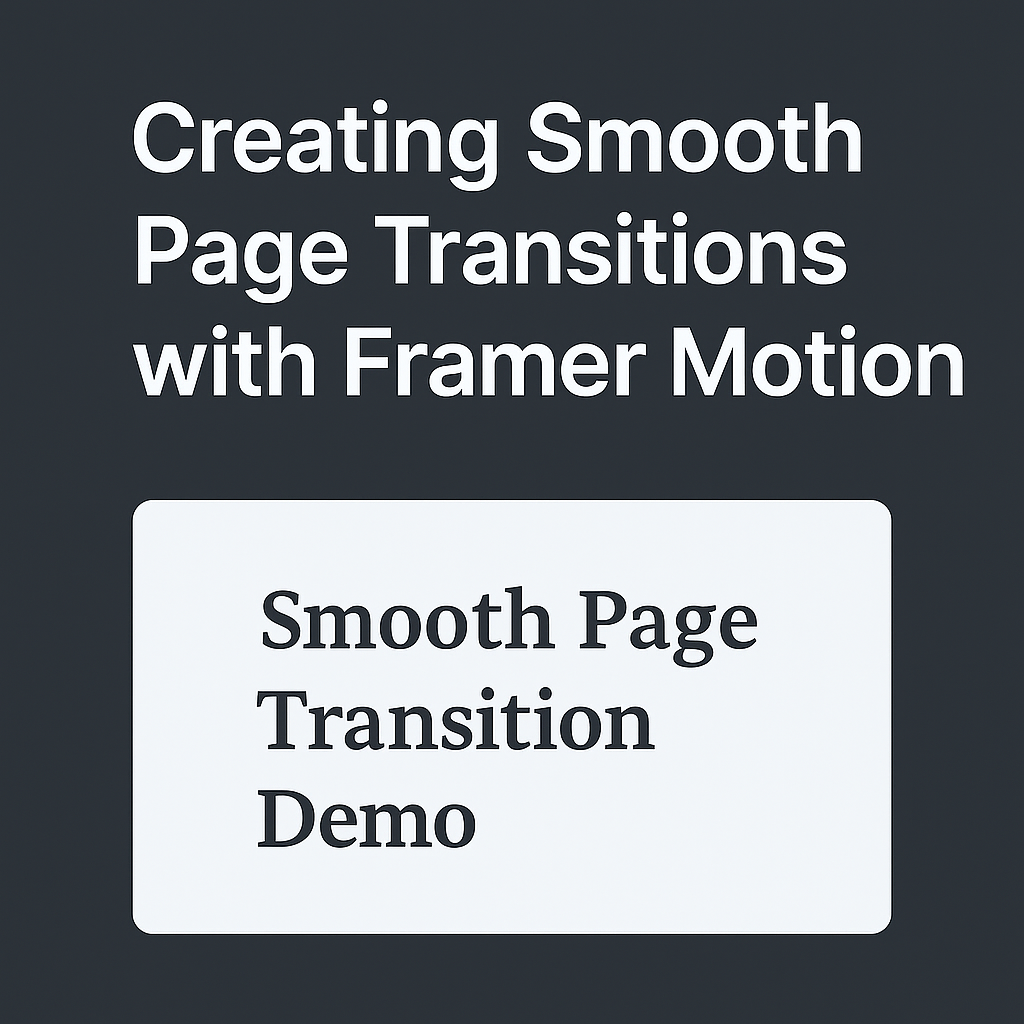 Creating Smooth
Page Transitions
with Framer Motion
Smooth Page
Transition
Demo